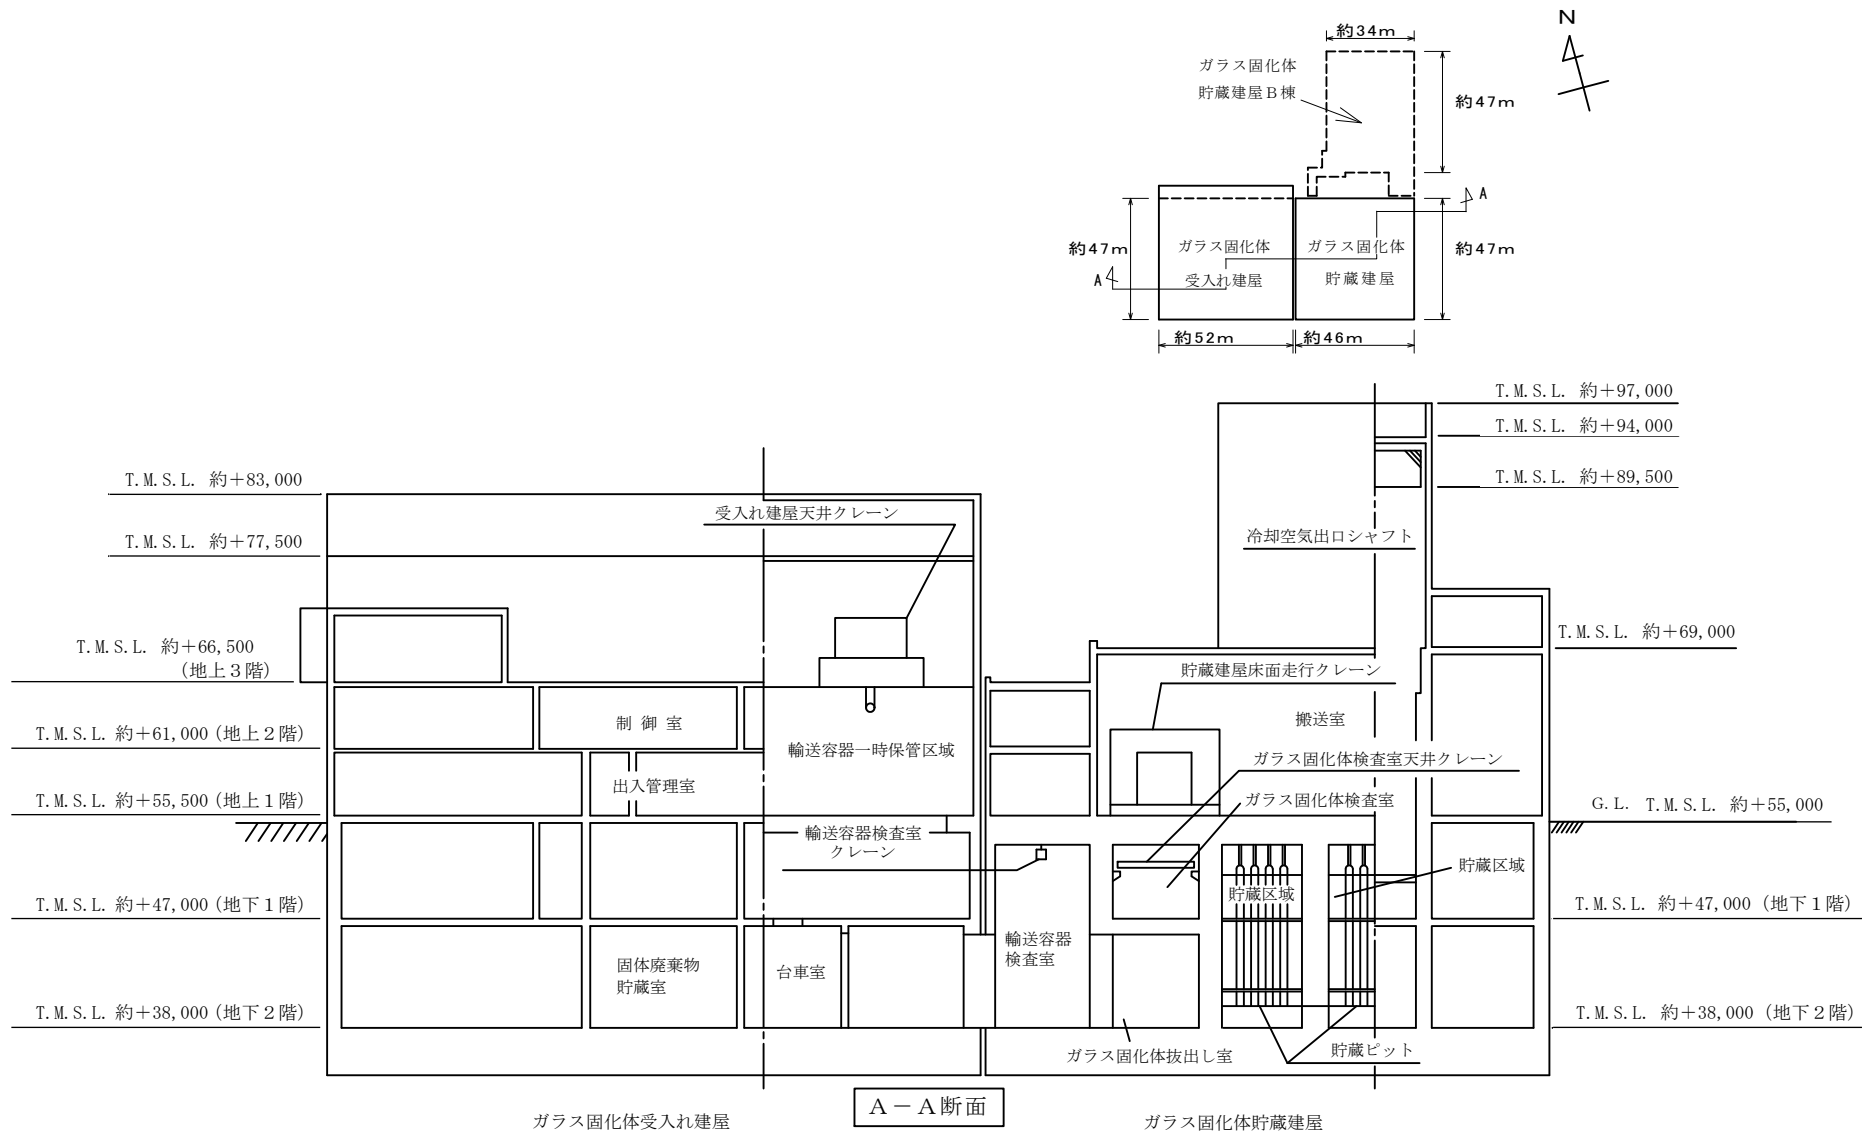 N
約34m
ガラス固化体
貯蔵建屋B棟
約47m
A
約47m
ガラス固化体
受入れ建屋
ガラス固化体
貯蔵建屋
約47m
A
約52m
約46m
T.M.S.L. 約＋97,000
T.M.S.L. 約＋94,000
T.M.S.L. 約＋89,500
T.M.S.L. 約＋83,000
受入れ建屋天井クレーン
冷却空気出口シャフト
T.M.S.L. 約＋77,500
T.M.S.L. 約＋66,500
(地上３階)
T.M.S.L. 約＋69,000
貯蔵建屋床面走行クレーン
制 御 室
搬送室
T.M.S.L. 約＋61,000 (地上２階)
輸送容器一時保管区域
ガラス固化体検査室天井クレーン
出入管理室
ガラス固化体検査室
T.M.S.L. 約＋55,500 (地上１階)
G.L. T.M.S.L. 約＋55,000
輸送容器検査室
クレーン
貯蔵区域
貯蔵区域
T.M.S.L. 約＋47,000 (地下１階)
T.M.S.L. 約＋47,000 (地下１階)
輸送容器
検査室
固体廃棄物
貯蔵室
台車室
T.M.S.L. 約＋38,000 (地下２階)
T.M.S.L. 約＋38,000 (地下２階)
ガラス固化体抜出し室
貯蔵ピット
A－A断面
ガラス固化体受入れ建屋
ガラス固化体貯蔵建屋